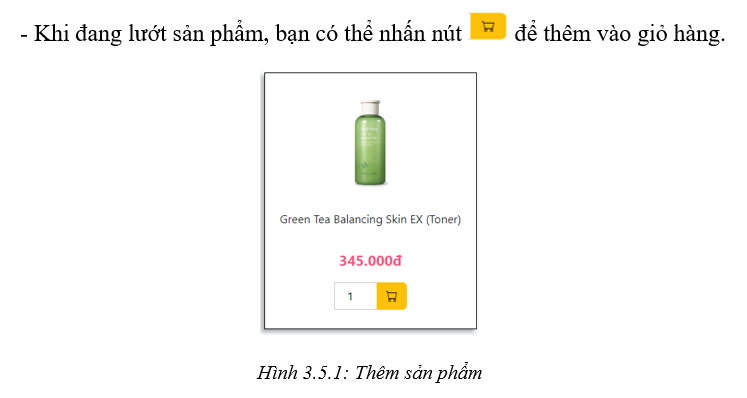 - Khi đang lướt sản phẩm, bạn có thể nhấn nút để thêm vào giỏ hàng.
Green Tea Balancing Skin EX (Toner)
345.000đ
1
Hình 3.5.1: Thêm sản phẩm